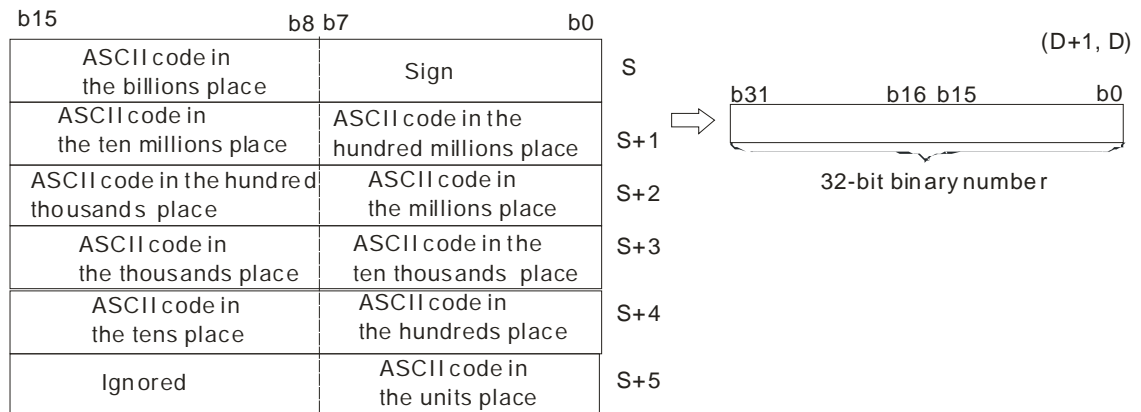 b15 b8 b7 b0
ASCII code in
the billions place
Sign
S
ASCII code in
the ten millions place
ASCII code in the
hundred millions place
S+1
ASCII code in the hundred
thousands place
ASCII code in
the millions place
S+2
ASCII code in
the thousands place
ASCII code in the
ten thousands place
S+3
ASCII code in
the tens place
ASCII code in
the hundreds place
S+4
Ignored
ASCII code in
the units place
S+5
(D+1, D)
b31 b16 b15 b0
32-bit binary number